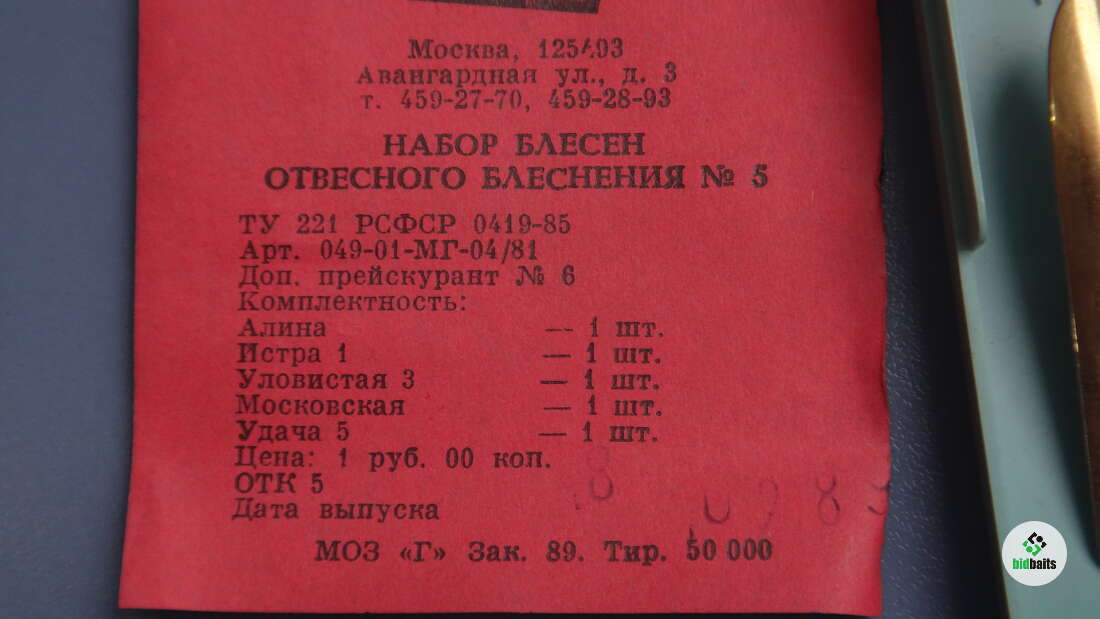 Москва, 125493
Авангардная ул., д. 3
т. 459-27-70, 459-28-93
НАБОР БЛЕСЕН
ОТВЕСНОГО БЛЕСНЕНИЯ № 5
ТУ 221 РСФСР 0419-85
Арт. 049-01-МГ-04/81
Доп. прейскурант № 6
Комплектность:
Алина — 1 шт.
Истра 1 — 1 шт.
Уловистая 3 — 1 шт.
Московская — 1 шт.
Удача 5 — 1 шт.
Цена: 1 руб. 00 коп.
ОТК 5
Дата выпуска
МОЗ «Г» Зак. 89. Тир. 50 000
bidbaits